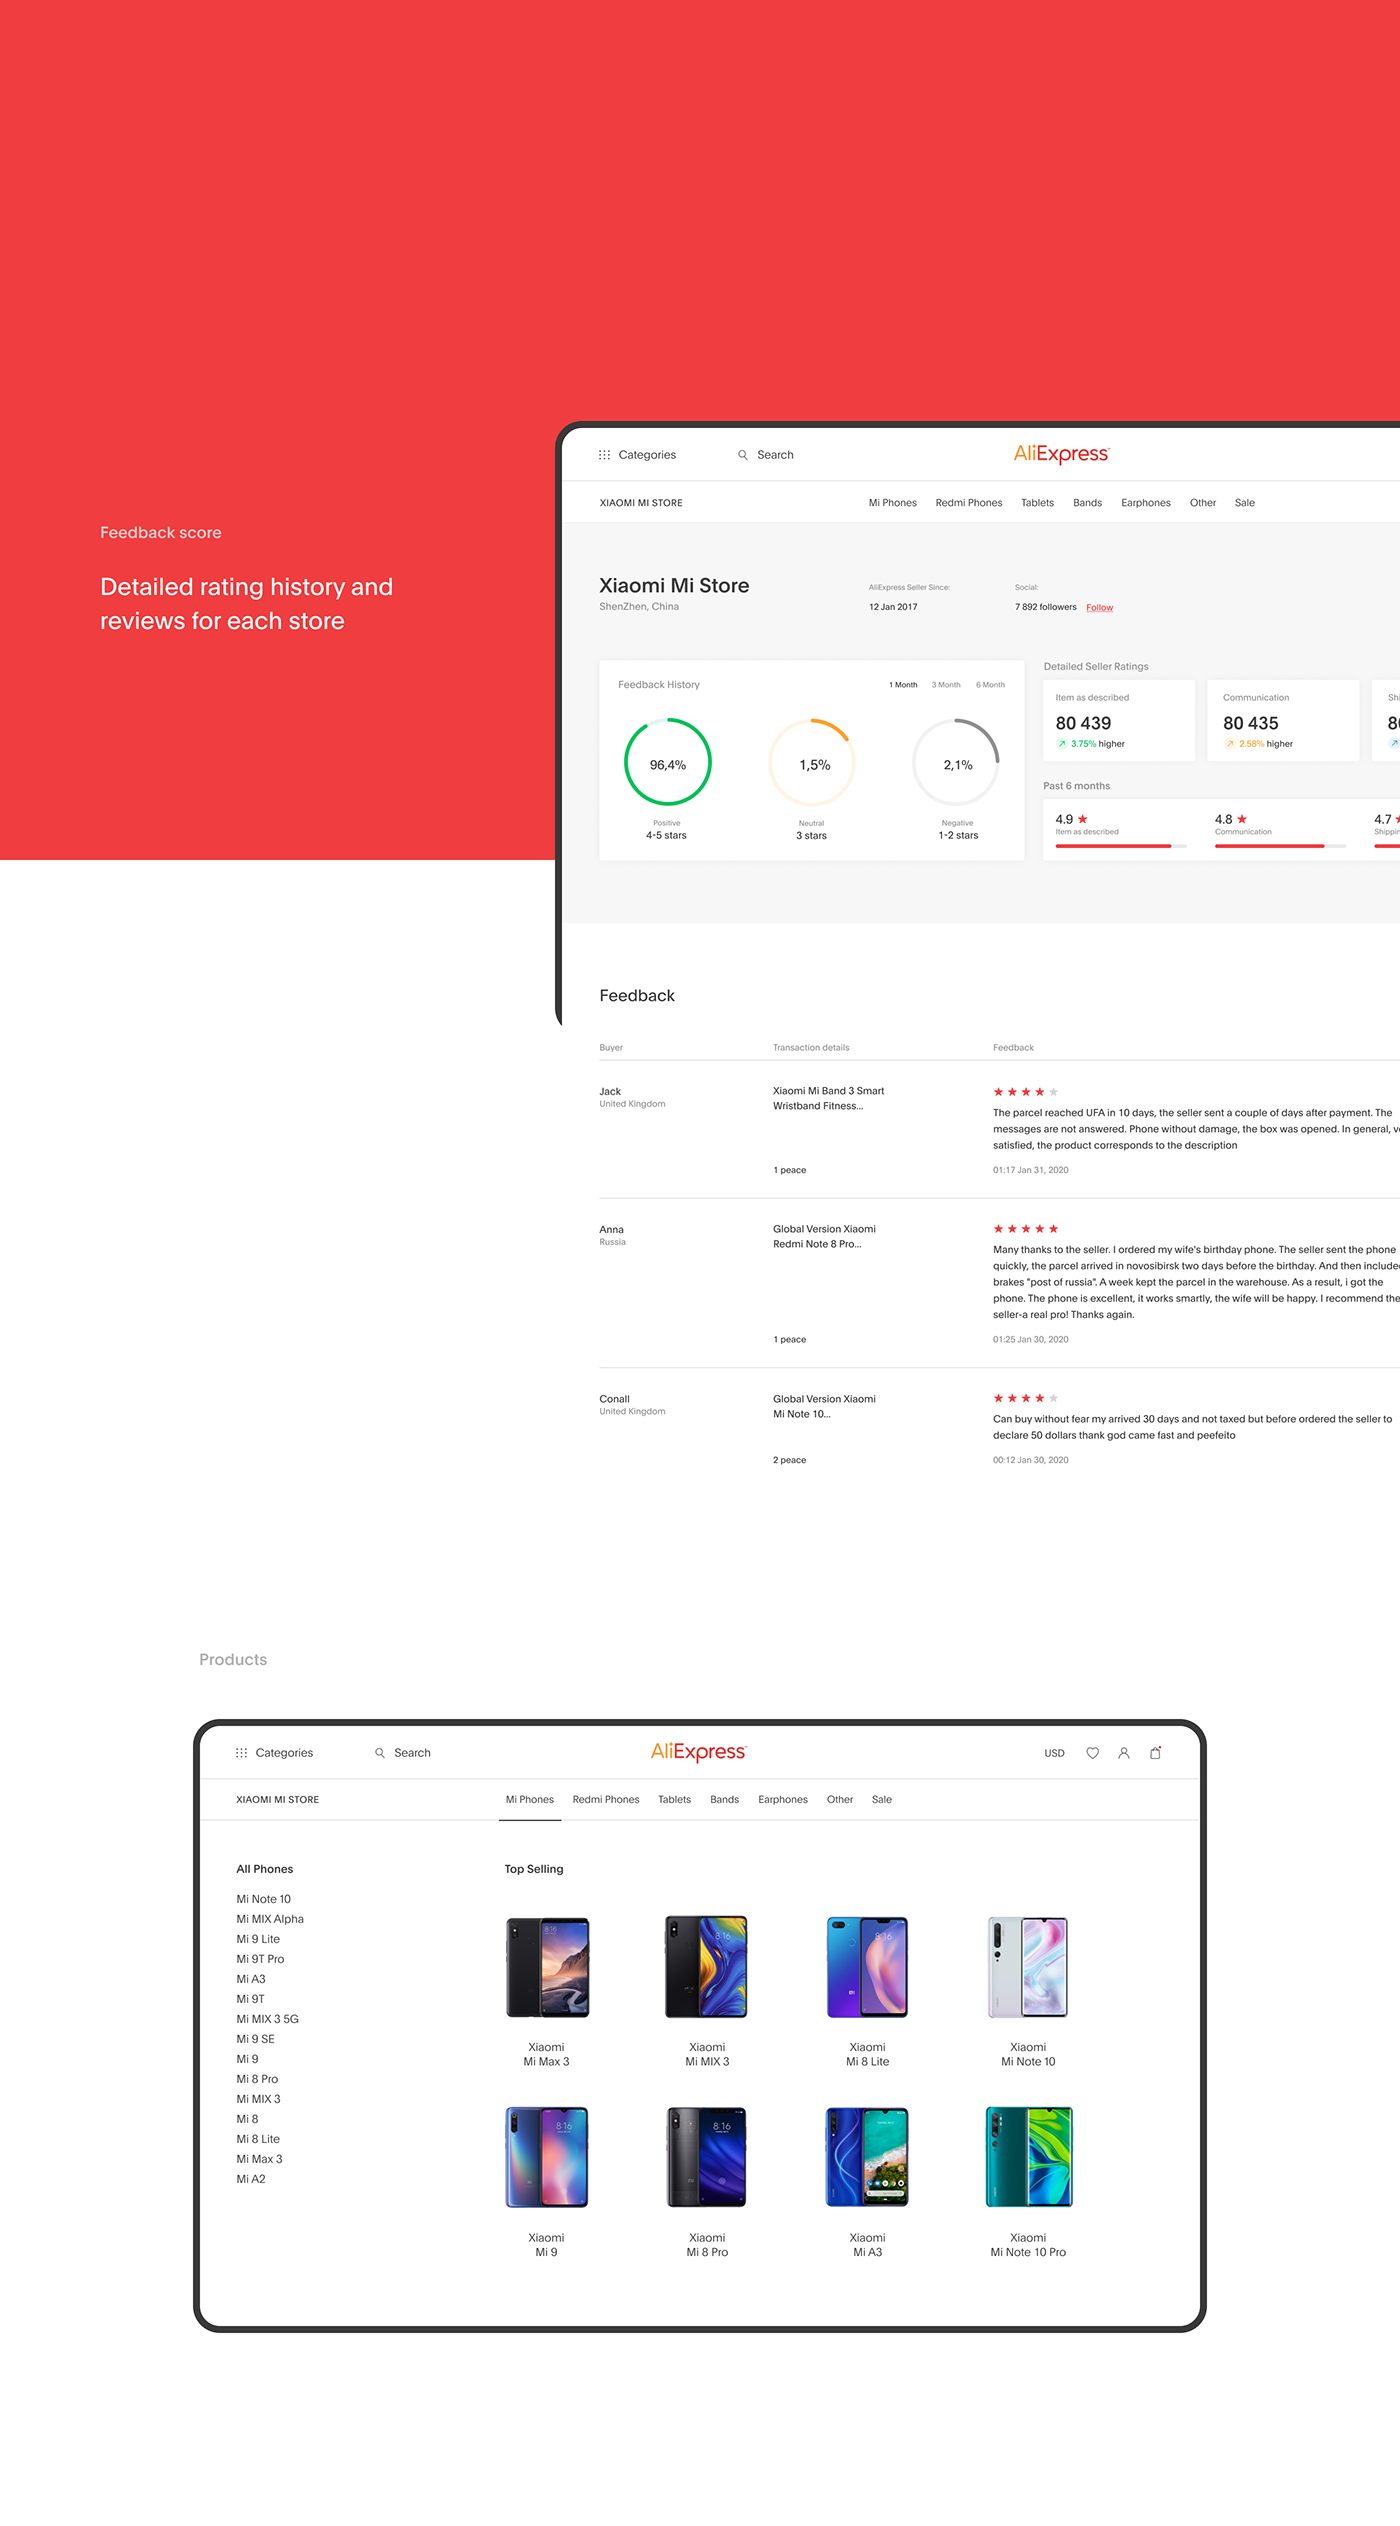 Feedback score
Detailed rating history and
reviews for each store
Categories
Search
AliExpress
XIAOMI MI STORE
Mi Phones
Redmi Phones
Tablets
Bands
Earphones
Other
Sale
Xiaomi Mi Store
ShenZhen, China
AliExpress Seller Since:
12 Jan 2017
Social:
7 892 followers Follow
Feedback History
1 Month
3 Month
6 Month
96,4%
Positive
4-5 stars
1,5%
Neutral
3 stars
2,1%
Negative
1-2 stars
Detailed Seller Ratings
Item as described
80 439
3.75% higher
Communication
80 435
2.58% higher
Past 6 months
4.9
Item as described
4.8
Communication
4.7
Feedback
Buyer
Transaction details
Feedback
Jack
United Kingdom
Xiaomi Mi Band 3 Smart
Wristband Fitness...
1 peace
The parcel reached UFA in 10 days, the seller sent a couple of days after payment. The
messages are not answered. Phone without damage, the box was opened. In general,
satisfied, the product corresponds to the description
01:17 Jan 31, 2020
Anna
Russia
Global Version Xiaomi
Redmi Note 8 Pro...
1 peace
Many thanks to the seller. I ordered my wife's birthday phone. The seller sent the phone
quickly, the parcel arrived in novosibirsk two days before the birthday. And then include
brakes "post of russia". A week kept the parcel in the warehouse. As a result, i got the
phone. The phone is excellent, it works smartly, the wife will be happy. I recommend the
seller-a real pro! Thanks again.
01:25 Jan 30, 2020
Conall
United Kingdom
Global Version Xiaomi
Mi Note 10...
2 peace
Can buy without fear my arrived 30 days and not taxed but before ordered the seller to
declare 50 dollars thank god came fast and peefeito
00:12 Jan 30, 2020
Products
Categories
Search
AliExpress
USD
XIAOMI MI STORE
Mi Phones
Redmi Phones
Tablets
Bands
Earphones
Other
Sale
All Phones
Mi Note 10
Mi MIX Alpha
Mi 9 Lite
Mi 9T Pro
Mi A3
Mi 9T
Mi MIX 3 5G
Mi 9 SE
Mi 9
Mi 8 Pro
Mi MIX 3
Mi 8
Mi 8 Lite
Mi Max 3
Mi A2
Top Selling
8:16
8:16
8:16
Xiaomi
Mi Max 3
Xiaomi
Mi MIX 3
Xiaomi
Mi 8 Lite
Xiaomi
Mi Note 10
8:16
8:16
Xiaomi
Mi 9
Xiaomi
Mi 8 Pro
Xiaomi
Mi A3
Xiaomi
Mi Note 10 Pro